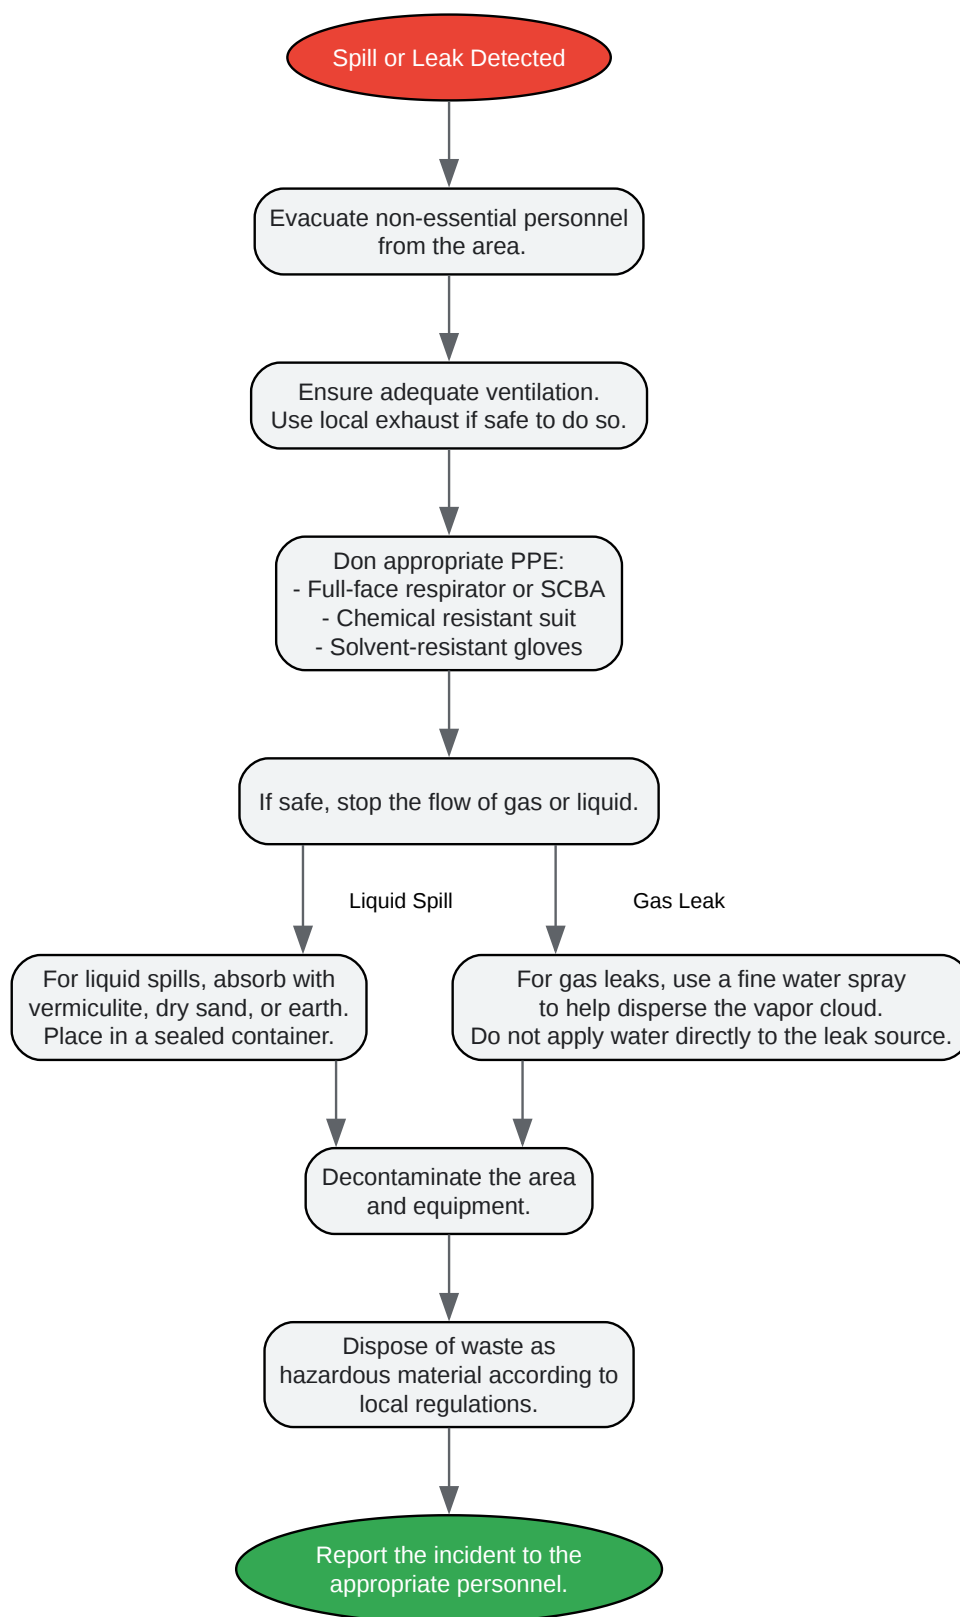 Spill or Leak Detected
Evacuate non-essential personnel
from the area.
Ensure adequate ventilation.
Use local exhaust if safe to do so.
Don appropriate PPE:
- Full-face respirator or SCBA
- Chemical resistant suit
- Solvent-resistant gloves
If safe, stop the flow of gas or liquid.
Liquid Spill
Gas Leak
For liquid spills, absorb with
vermiculite, dry sand, or earth.
Place in a sealed container.
For gas leaks, use a fine water spray
to help disperse the vapor cloud.
Do not apply water directly to the leak source.
Decontaminate the area
and equipment.
Dispose of waste as
hazardous material according to
local regulations.
Report the incident to the
appropriate personnel.